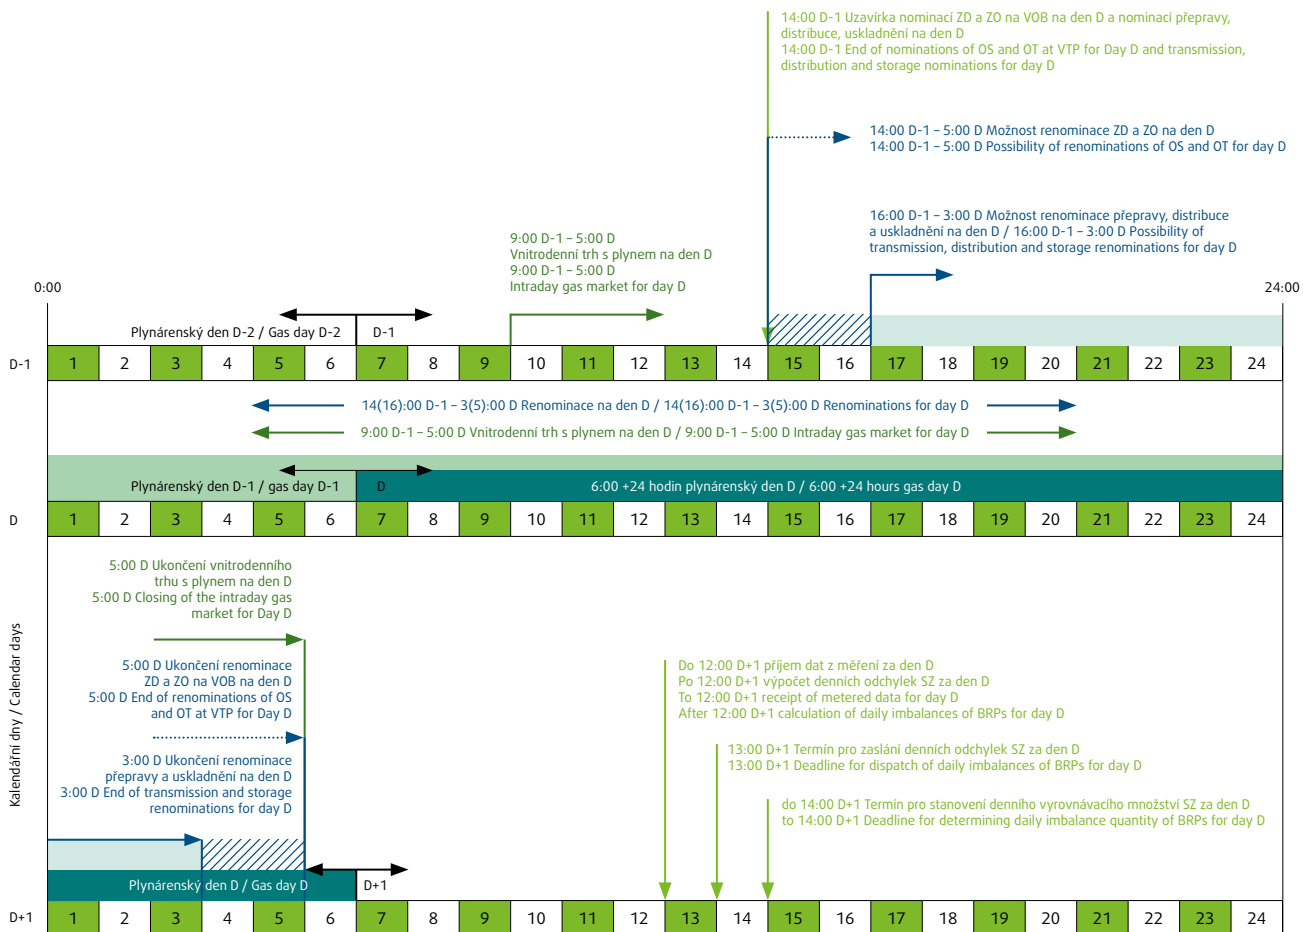 14:00 D-1 Uzavírka nominací ZD a ZO na VOB na den D a nominací přepravy,
distribuce, uskladnění na den D
14:00 D-1 End of nominations of OS and OT at VTP for Day D and transmission,
distribution and storage nominations for day D
14:00 D-1 – 5:00 D Možnost renominace ZD a ZO na den D
14:00 D-1 – 5:00 D Possibility of renominations of OS and OT for day D
16:00 D-1 – 3:00 D Možnost renominace přepravy, distribuce
a uskladnění na den D / 16:00 D-1 – 3:00 D Possibility of
transmission, distribution and storage renominations for day D
9:00 D-1 – 5:00 D
Vnitrodenní trh s plynem na den D
9:00 D-1 – 5:00 D
Intraday gas market for day D
0:00 24:00
Plynárenský den D-2 / Gas day D-2 D-1
D-1 1 2 3 4 5 6 7 8 9 10 11 12 13 14 15 16 17 18 19 20 21 22 23 24
14(16):00 D-1 – 3(5):00 D Renominace na den D / 14(16):00 D-1 – 3(5):00 D Renominations for day D
9:00 D-1 – 5:00 D Vnitrodenní trh s plynem na den D / 9:00 D-1 – 5:00 D Intraday gas market for day D
Plynárenský den D-1 / gas day D-1 D 6:00 +24 hodin plynárenský den D / 6:00 +24 hours gas day D
D 1 2 3 4 5 6 7 8 9 10 11 12 13 14 15 16 17 18 19 20 21 22 23 24
Kalendářní dny / Calendar days
5:00 D Ukončení vnitrodenního
trhu s plynem na den D
5:00 D Closing of the intraday gas
market for Day D
5:00 D Ukončení renominace
ZD a ZO na VOB na den D
5:00 D End of renominations of OS
and OT at VTP for Day D
3:00 D Ukončení renominace
přepravy a uskladnění na den D
3:00 D End of transmission and storage
renominations for day D
Do 12:00 D+1 příjem dat z měření za den D
Po 12:00 D+1 výpočet denních odchylek SZ za den D
To 12:00 D+1 receipt of metered data for day D
After 12:00 D+1 calculation of daily imbalances of BRPs for day D
13:00 D+1 Termín pro zaslání denních odchylek SZ za den D
13:00 D+1 Deadline for dispatch of daily imbalances of BRPs for day D
do 14:00 D+1 Termín pro stanovení denního vyrovnávacího množství SZ za den D
to 14:00 D+1 Deadline for determining daily imbalance quantity of BRPs for day D
Plynárenský den D / Gas day D D+1
D+1 1 2 3 4 5 6 7 8 9 10 11 12 13 14 15 16 17 18 19 20 21 22 23 24